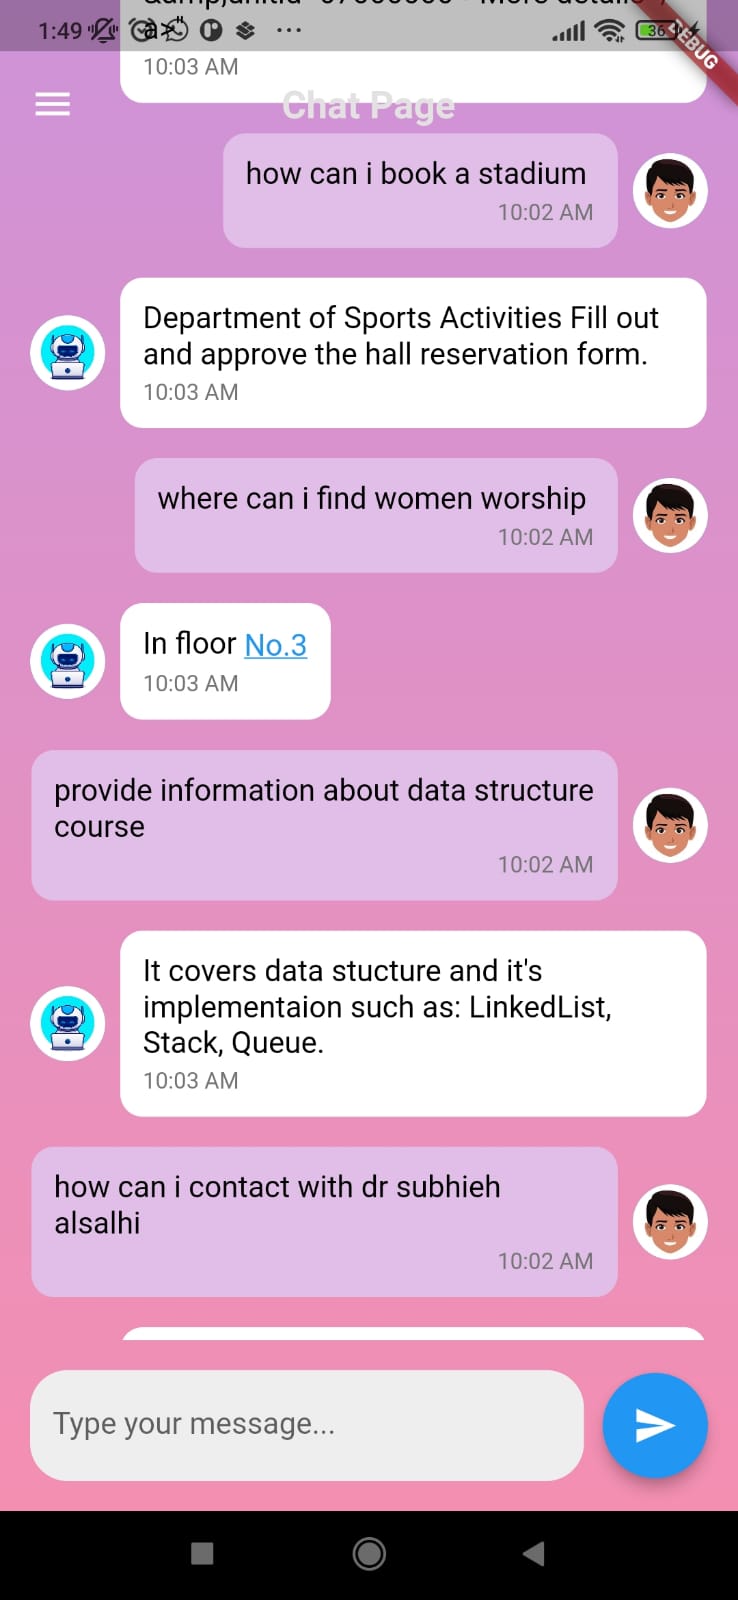 1:49
36
DEBUG
10:03 AM
Chat Page
how can i book a stadium
10:02 AM
Department of Sports Activities Fill out
and approve the hall reservation form.
10:03 AM
where can i find women worship
10:02 AM
In floor No.3
10:03 AM
provide information about data structure
course
10:02 AM
It covers data stucture and it's
implementaion such as: LinkedList,
Stack, Queue.
10:03 AM
how can i contact with dr subhieh
alsalhi
10:02 AM
Type your message...